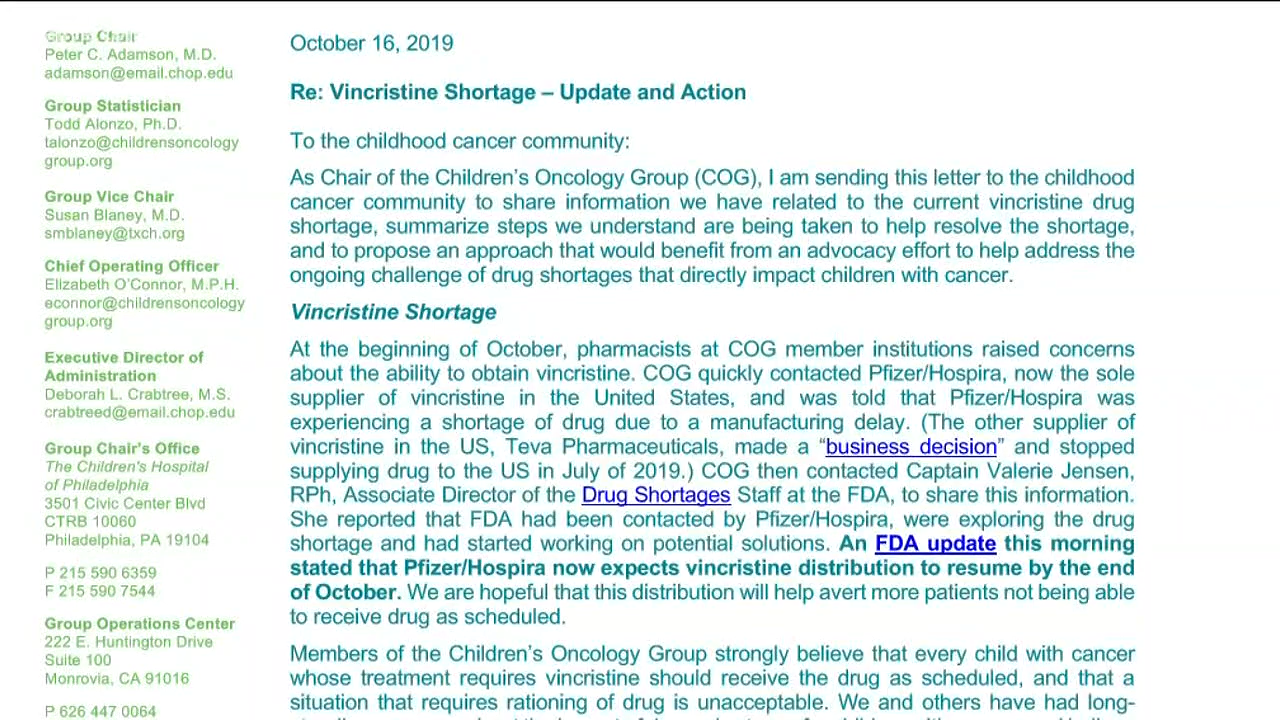 Group Chair
Peter C. Adamson, M.D.
adamson@email.chop.edu
Group Statistician
Todd Alonzo, Ph.D.
talonzo@childrensoncology
group.org
Group Vice Chair
Susan Blaney, M.D.
smblaney@txch.org
Chief Operating Officer
Elizabeth O'Connor, M.P.H.
econnor@childrensoncology
group.org
Executive Director of
Administration
Deborah L. Crabtree, M.S.
crabtreed@email.chop.edu
Group Chair's Office
The Children's Hospital
of Philadelphia
3501 Civic Center Blvd
CTRB 10060
Philadelphia, PA 19104
P 215 590 6359
F 215 590 7544
Group Operations Center
222 E. Huntington Drive
Suite 100
Monrovia, CA 91016
P 626 447 0064
October 16, 2019
Re: Vincristine Shortage – Update and Action
To the childhood cancer community:
As Chair of the Children's Oncology Group (COG), I am sending this letter to the childhood
cancer community to share information we have related to the current vincristine drug
shortage, summarize steps we understand are being taken to help resolve the shortage,
and to propose an approach that would benefit from an advocacy effort to help address the
ongoing challenge of drug shortages that directly impact children with cancer.
Vincristine Shortage
At the beginning of October, pharmacists at COG member institutions raised concerns
about the ability to obtain vincristine. COG quickly contacted Pfizer/Hospira, now the sole
supplier of vincristine in the United States, and was told that Pfizer/Hospira was
experiencing a shortage of drug due to a manufacturing delay. (The other supplier of
vincristine in the US, Teva Pharmaceuticals, made a “business decision” and stopped
supplying drug to the US in July of 2019.) COG then contacted Captain Valerie Jensen,
RPh, Associate Director of the Drug Shortages Staff at the FDA, to share this information.
She reported that FDA had been contacted by Pfizer/Hospira, were exploring the drug
shortage and had started working on potential solutions. An FDA update this morning
stated that Pfizer/Hospira now expects vincristine distribution to resume by the end
of October. We are hopeful that this distribution will help avert more patients not being able
to receive drug as scheduled.
Members of the Children's Oncology Group strongly believe that every child with cancer
whose treatment requires vincristine should receive the drug as scheduled, and that a
situation that requires rationing of drug is unacceptable. We and others have had long-